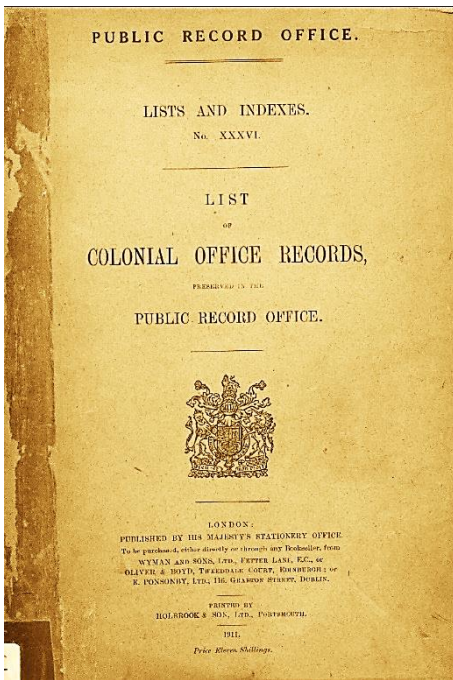 PUBLIC RECORD OFFICE.
LISTS AND INDEXES.
No. XXXVI.
LIST
OF
COLONIAL OFFICE RECORDS,
PRESERVED IN THE
PUBLIC RECORD OFFICE.
LONDON:
PUBLISHED BY HIS MAJESTY'S STATIONERY OFFICE
To be purchased, either directly or through any Bookseller, from
WYMAN AND SONS, LTD., FETTER LANE, E.C., or
OLIVER & BOYD, TWEEDDALE COURT, EDINBURGH; or
E. PONSONBY, LTD., 116, GRAFTON STREET, DUBLIN.
PRINTED BY
HOLBROOK & SON, LTD., PORTSMOUTH.
1911.
Price Eleven Shillings.